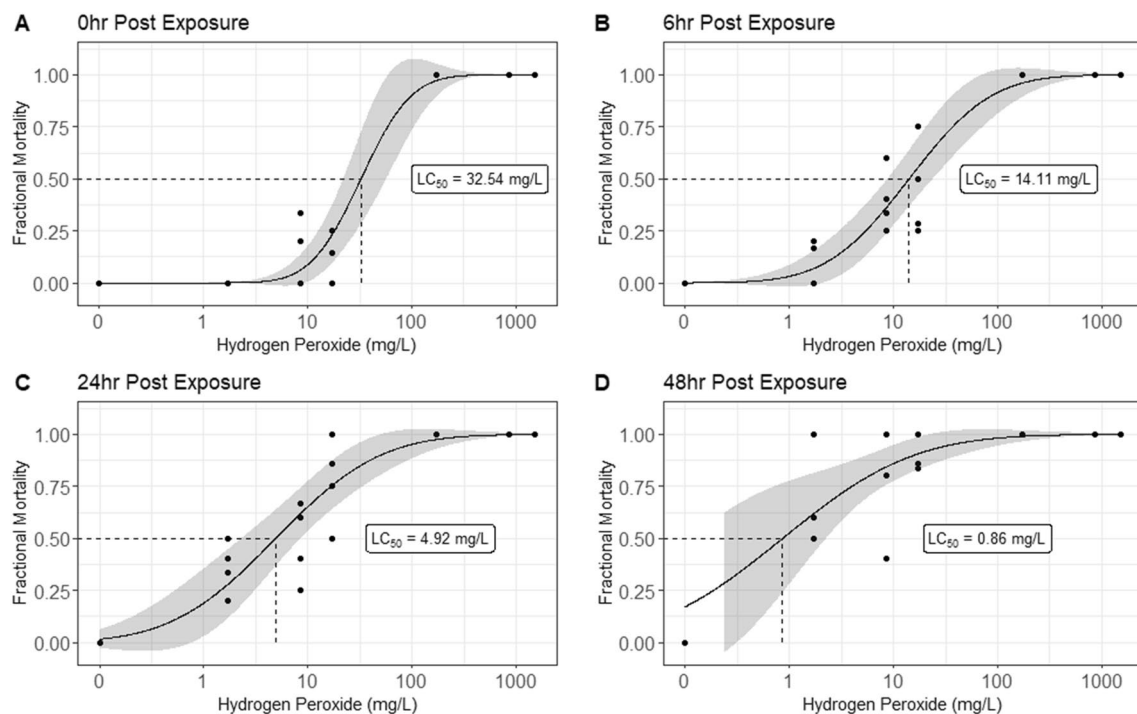 A 0hr Post Exposure
1.00
0.75
0.50
0.25
0.00
Fractional Mortality
LC50 = 32.54 mg/L
0 1 10 100 1000
Hydrogen Peroxide (mg/L)
B 6hr Post Exposure
1.00
0.75
0.50
0.25
0.00
Fractional Mortality
LC50 = 14.11 mg/L
0 1 10 100 1000
Hydrogen Peroxide (mg/L)
C 24hr Post Exposure
1.00
0.75
0.50
0.25
0.00
Fractional Mortality
LC50 = 4.92 mg/L
0 1 10 100 1000
Hydrogen Peroxide (mg/L)
D 48hr Post Exposure
1.00
0.75
0.50
0.25
0.00
Fractional Mortality
LC50 = 0.86 mg/L
0 1 10 100 1000
Hydrogen Peroxide (mg/L)